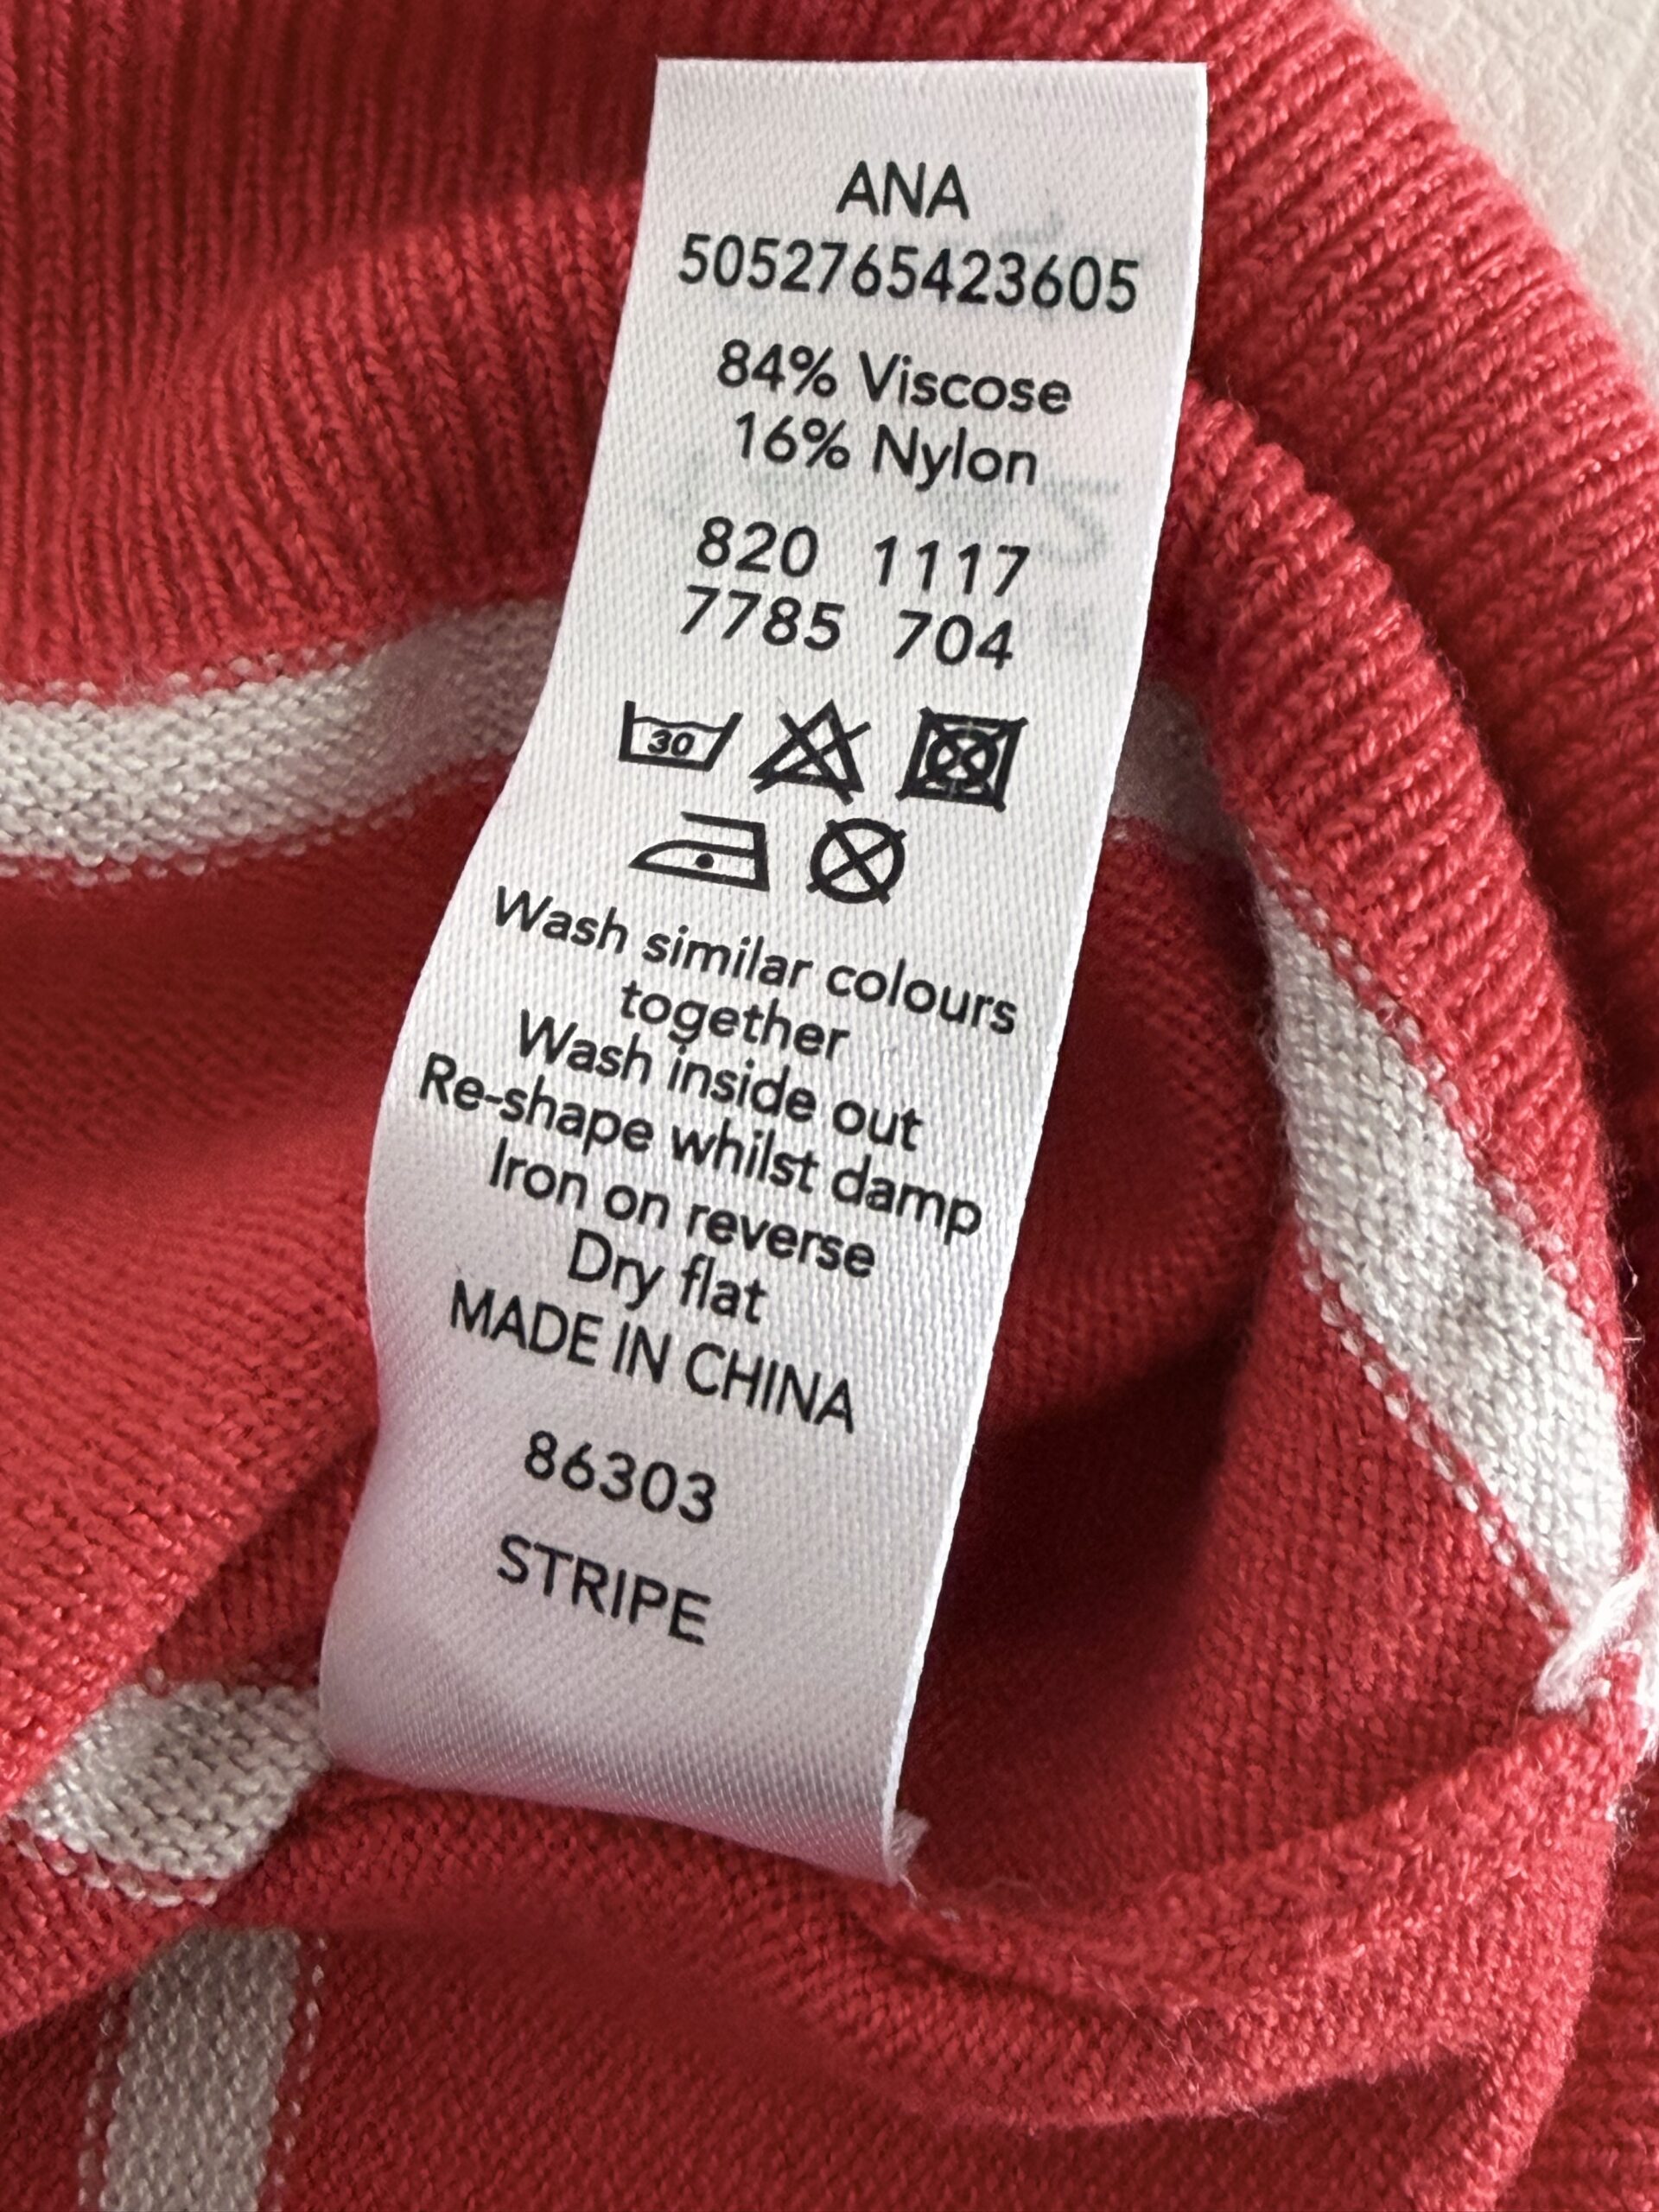 ANA
5052765423605
84% Viscose
16% Nylon
820 1117
7785 704
30
Wash similar colours
together
Wash inside out
Re-shape whilst damp
Iron on reverse
Dry flat
MADE IN CHINA
86303
STRIPE